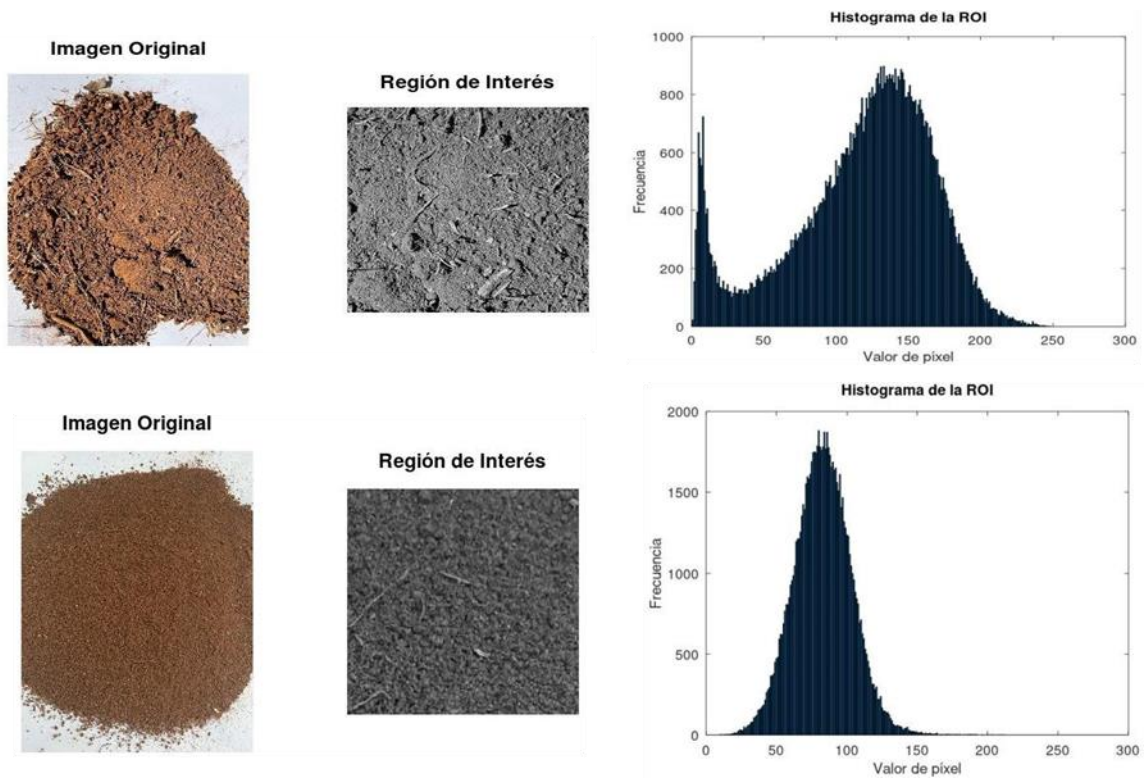 Imagen Original
Región de Interés
Histograma de la ROI
Frecuencia
1000
800
600
400
200
0
0 50 100 150 200 250 300
Valor de píxel
Imagen Original
Región de Interés
Histograma de la ROI
Frecuencia
2000
1500
1000
500
0
0 50 100 150 200 250 300
Valor de píxel